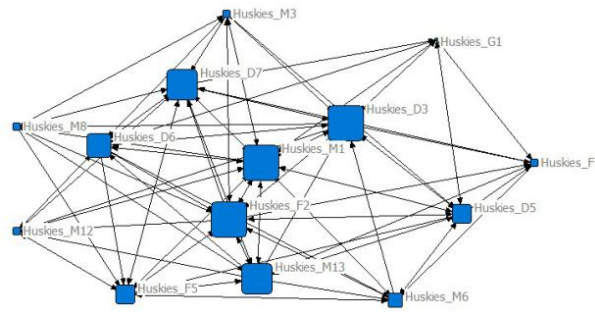 Huskies_M3
Huskies_G1
Huskies_D7
Huskies_D3
Huskies_M8
Huskies_D6
Huskies_M1
Huskies_F
Huskies_F2
Huskies_D5
Huskies_M12
Huskies_M13
Huskies_F5
Huskies_M6